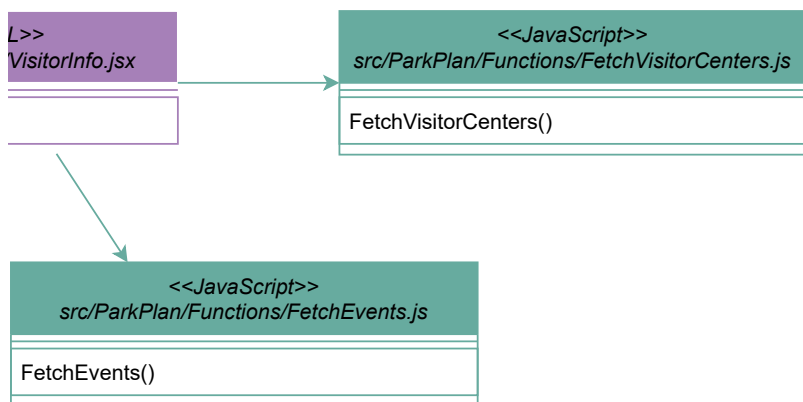 L>>
/VisitorInfo.jsx
<<JavaScript>>
src/ParkPlan/Functions/FetchVisitorCenters.js
FetchVisitorCenters()
<<JavaScript>>
src/ParkPlan/Functions/FetchEvents.js
FetchEvents()